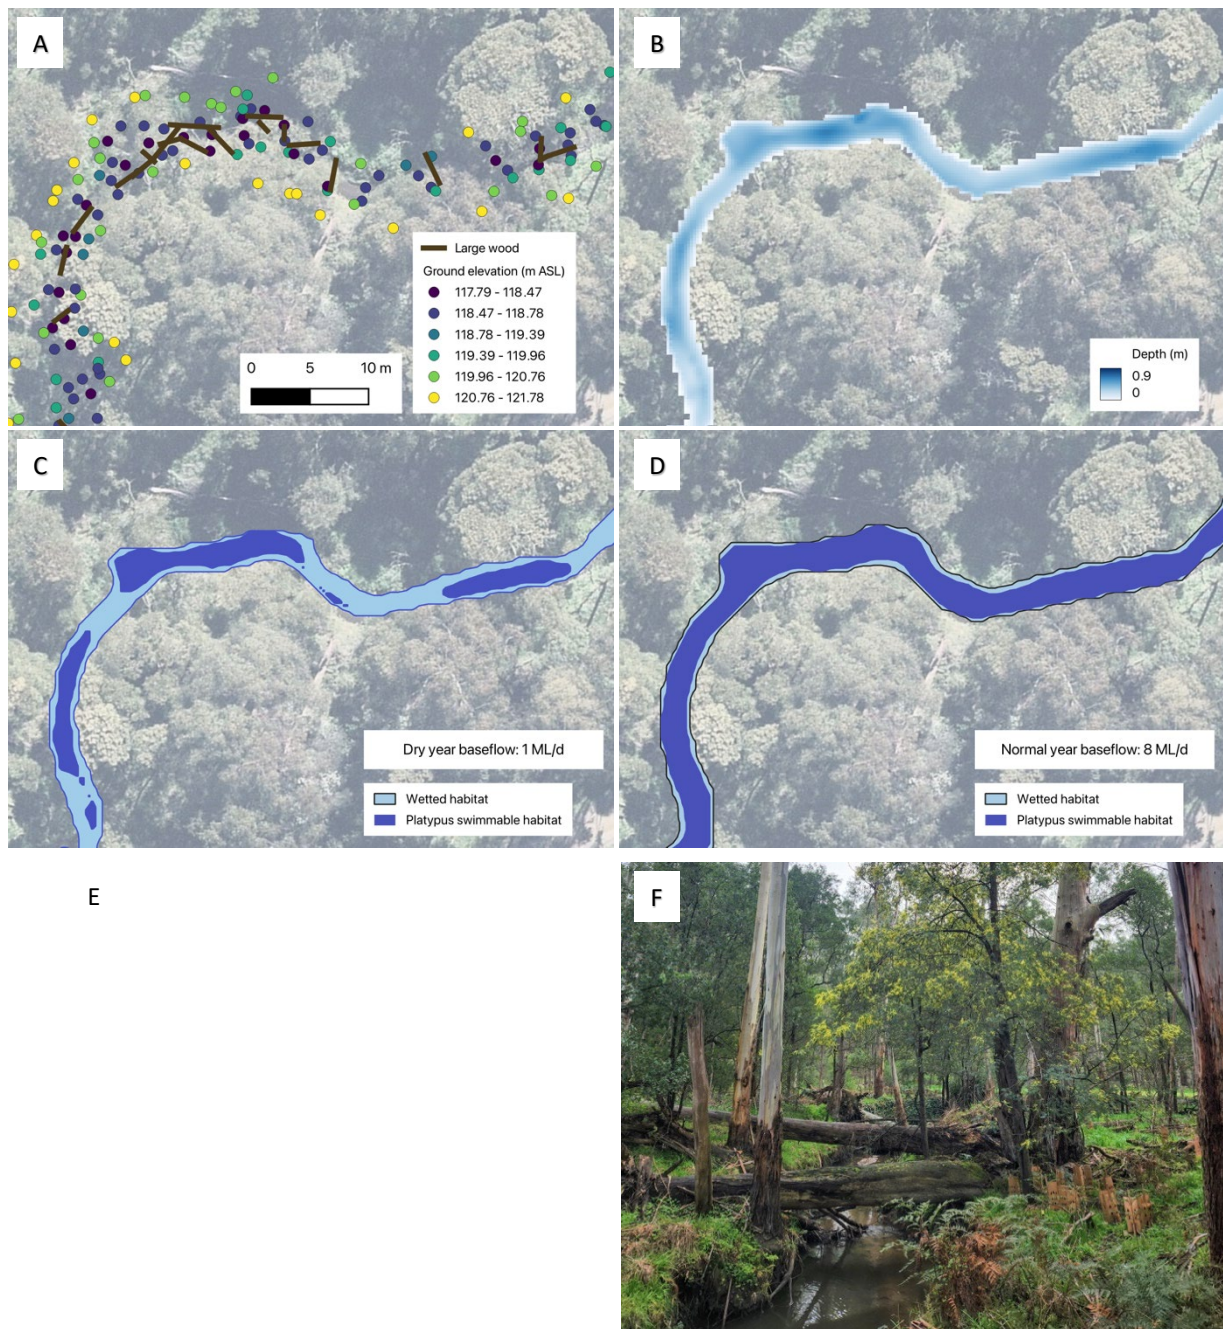 A
Large wood
Ground elevation (m ASL)
117.79 - 118.47
118.47 - 118.78
118.78 - 119.39
119.39 - 119.96
119.96 - 120.76
120.76 - 121.78
0 5 10 m
B
Depth (m)
0.9
0
C
Dry year baseflow: 1 ML/d
Wetted habitat
Platypus swimmable habitat
D
Normal year baseflow: 8 ML/d
Wetted habitat
Platypus swimmable habitat
E
F